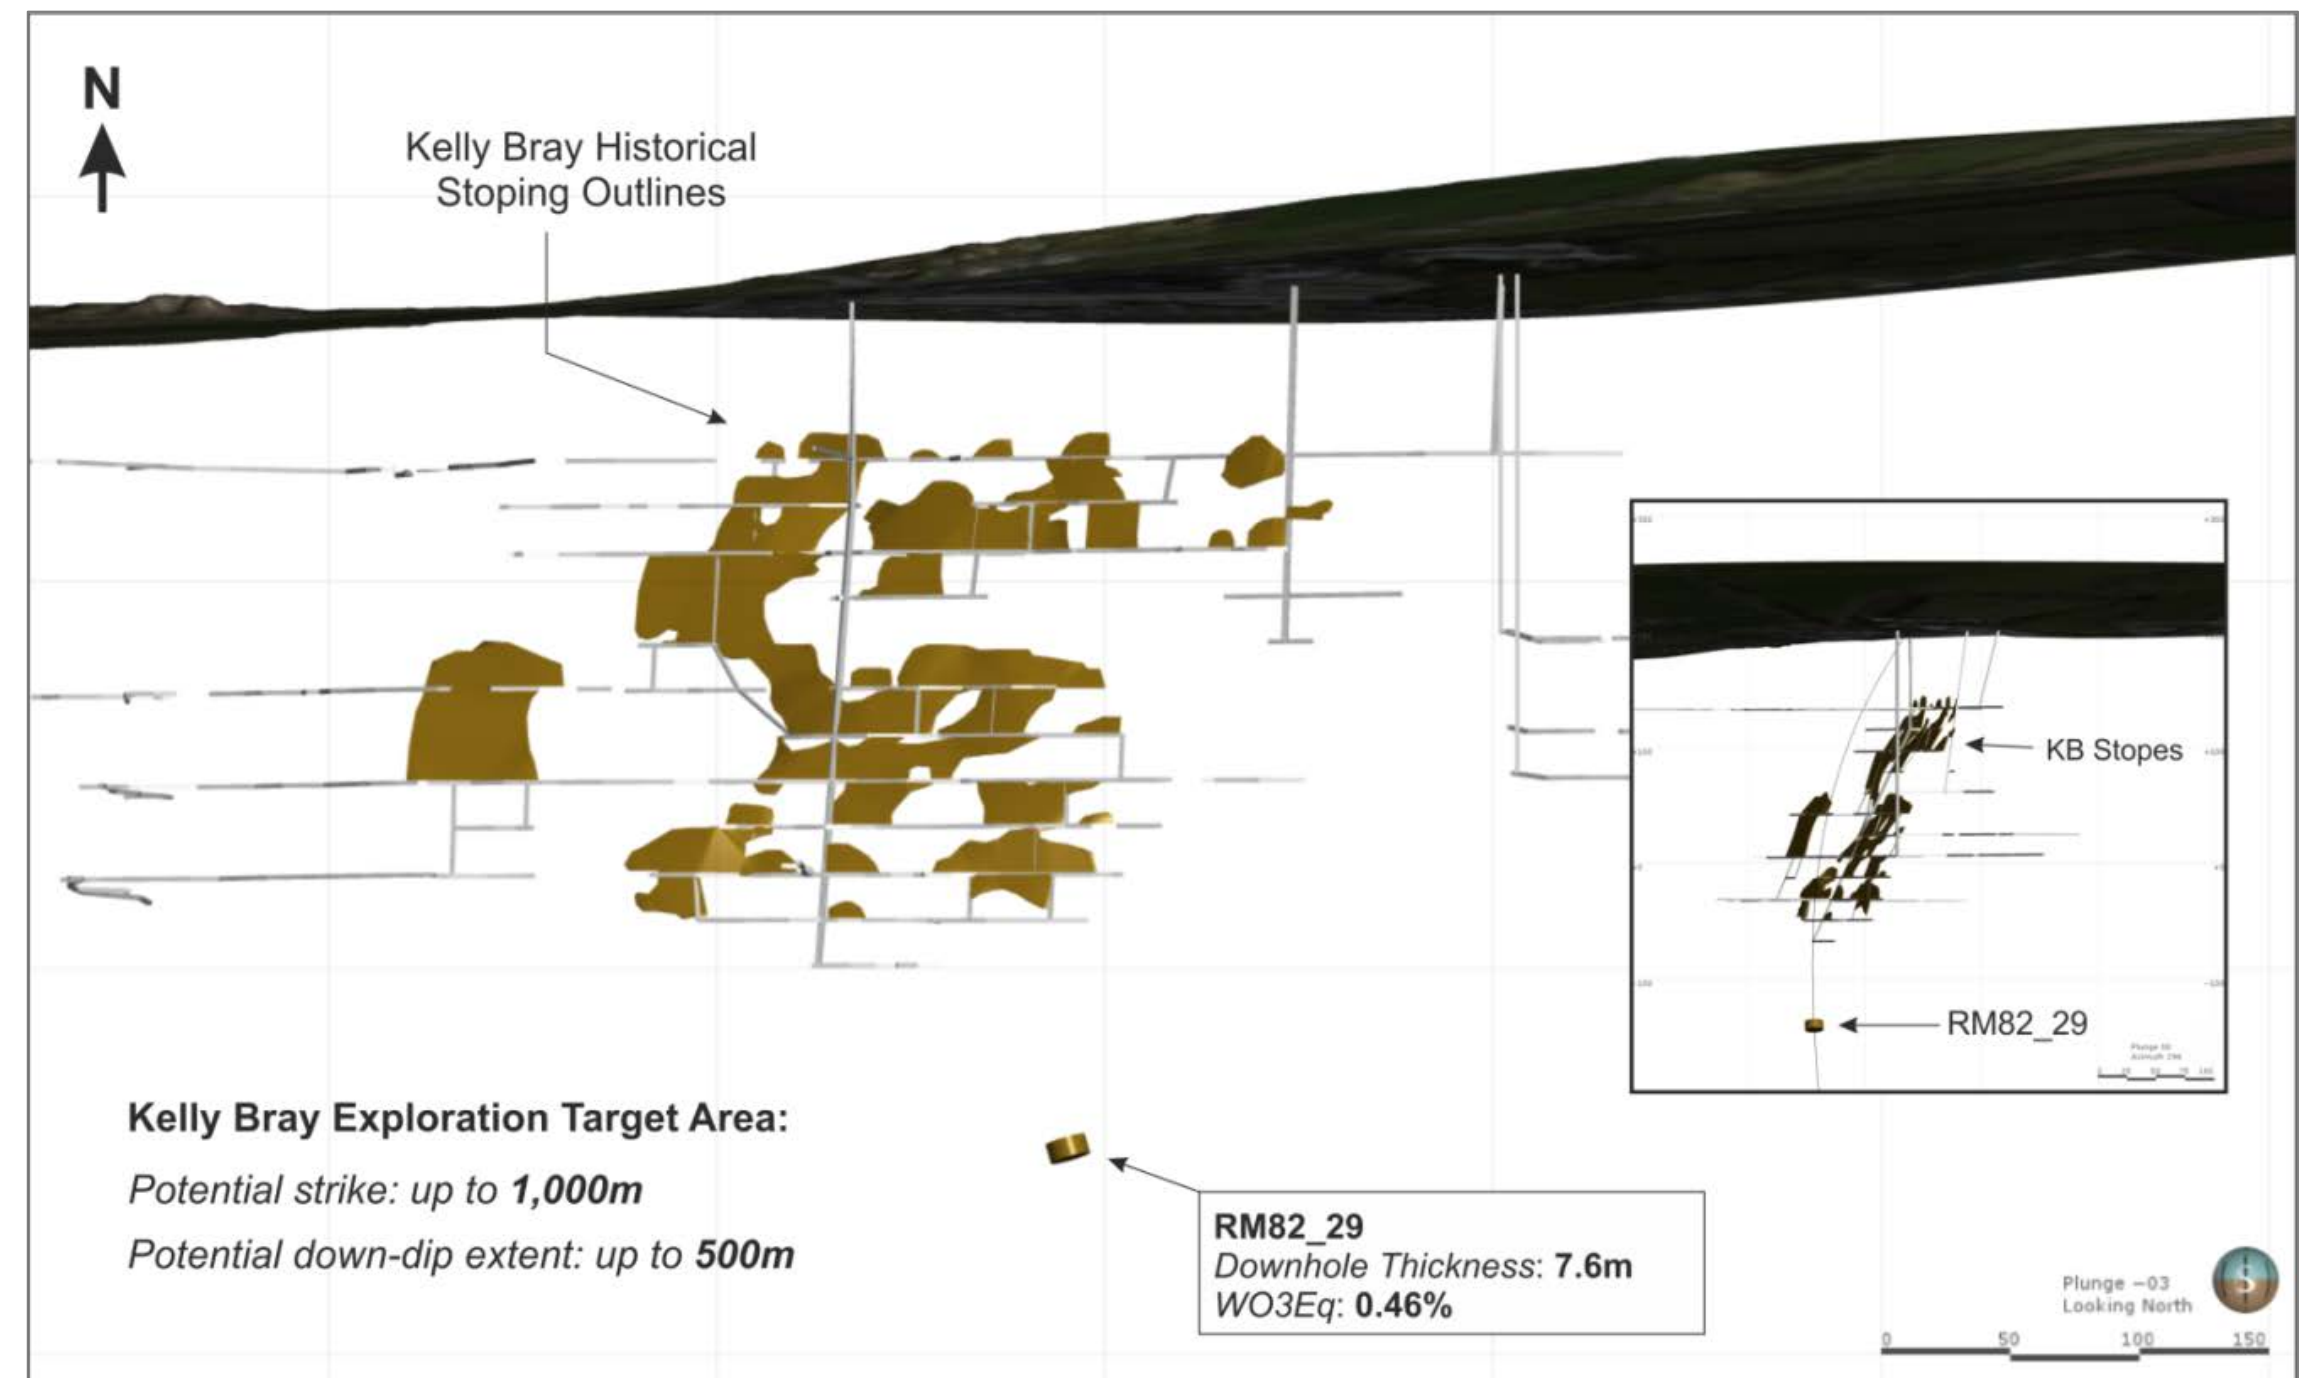 N
Kelly Bray Historical
Stoping Outlines
KB Stopes
RM82_29
Kelly Bray Exploration Target Area:
Potential strike: up to 1,000m
Potential down-dip extent: up to 500m
RM82_29
Downhole Thickness: 7.6m
WO3Eq: 0.46%
Plunge −03
Looking North
S
0 50 100 150